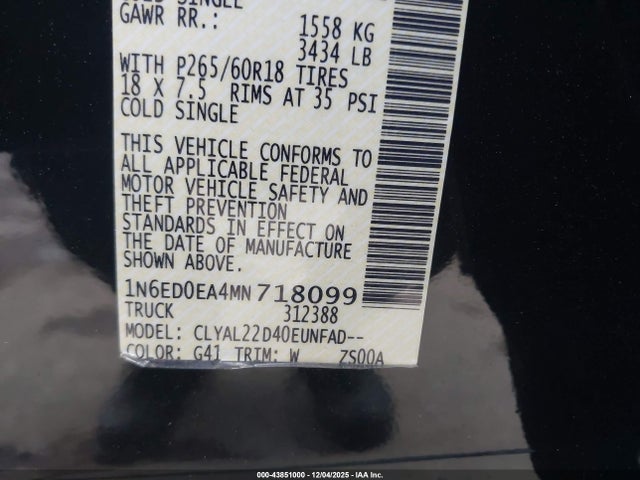 COLD SINGLE
GAWR RR.: 1558 KG
3434 LB
WITH P265/60R18 TIRES
18 X 7.5 RIMS AT 35 PSI
COLD SINGLE
THIS VEHICLE CONFORMS TO
ALL APPLICABLE FEDERAL
MOTOR VEHICLE SAFETY AND
THEFT PREVENTION
STANDARDS IN EFFECT ON
THE DATE OF MANUFACTURE
SHOWN ABOVE.
1N6ED0EA4MN718099
TRUCK 312388
MODEL: CLYAL22D40EUNFAD--
COLOR: G41 TRIM: W ZS00A
000-43851000 - 12/04/2025 - IAA Inc.